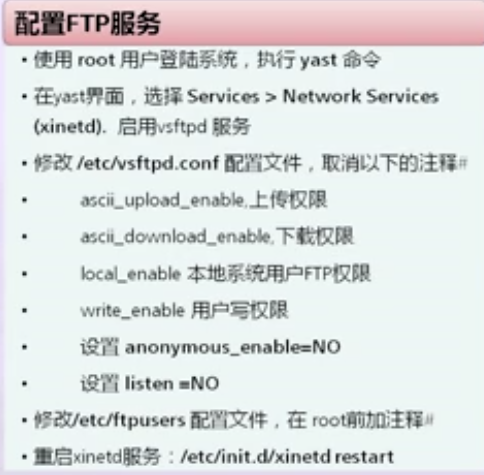 配置FTP服务
• 使用 root 用户登陆系统，执行 yast 命令
• 在yast界面，选择 Services > Network Services
(xinetd). 启用vsftpd 服务
• 修改 /etc/vsftpd.conf 配置文件，取消以下的注释#
• ascii_upload_enable,上传权限
• ascii_download_enable,下载权限
• local_enable 本地系统用户FTP权限
• write_enable 用户写权限
• 设置 anonymous_enable=NO
• 设置 listen =NO
• 修改/etc/ftpusers 配置文件，在 root前加注释#
• 重启xinetd服务：/etc/init.d/xinetd restart